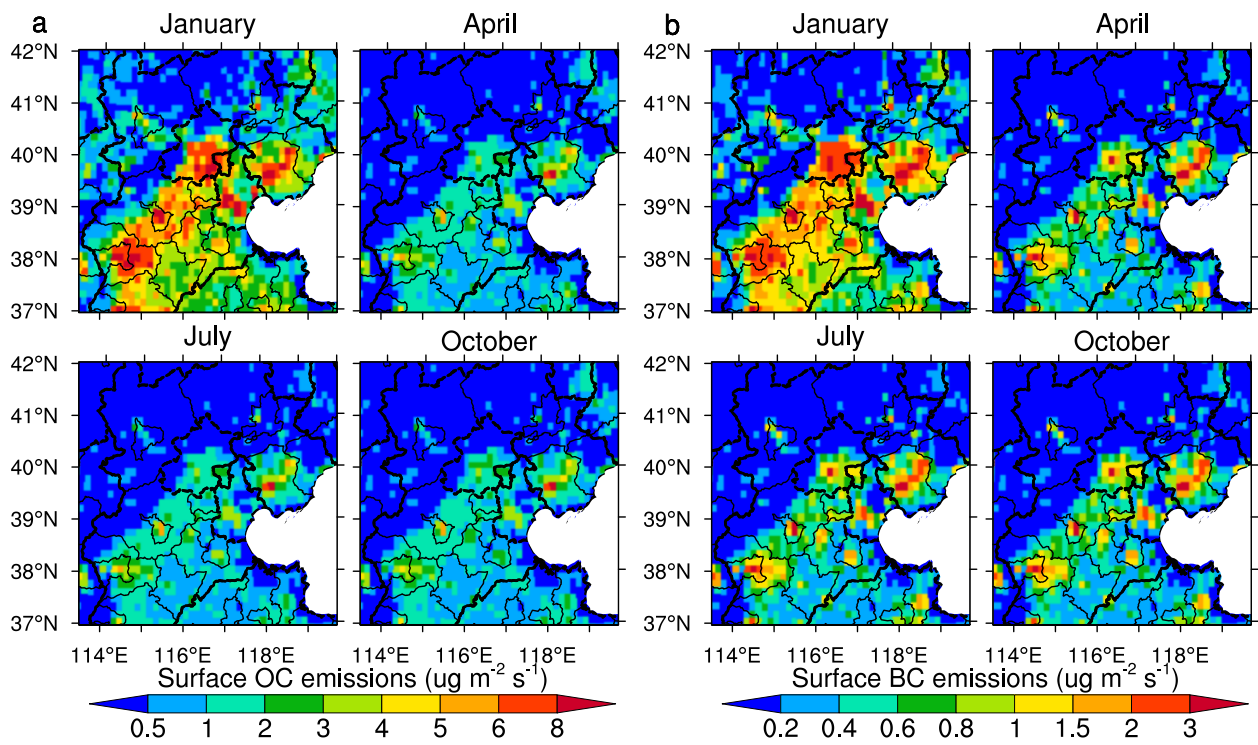 a
January
April
42°N
41°N
40°N
39°N
38°N
37°N
July
October
42°N
41°N
40°N
39°N
38°N
37°N
114°E
116°E
118°E
114°E
116°E
118°E
Surface OC emissions (ug m⁻² s⁻¹)
0.5 1 2 3 4 5 6 8
b
January
April
42°N
41°N
40°N
39°N
38°N
37°N
July
October
42°N
41°N
40°N
39°N
38°N
37°N
114°E
116°E
118°E
114°E
116°E
118°E
Surface BC emissions (ug m⁻² s⁻¹)
0.2 0.4 0.6 0.8 1 1.5 2 3